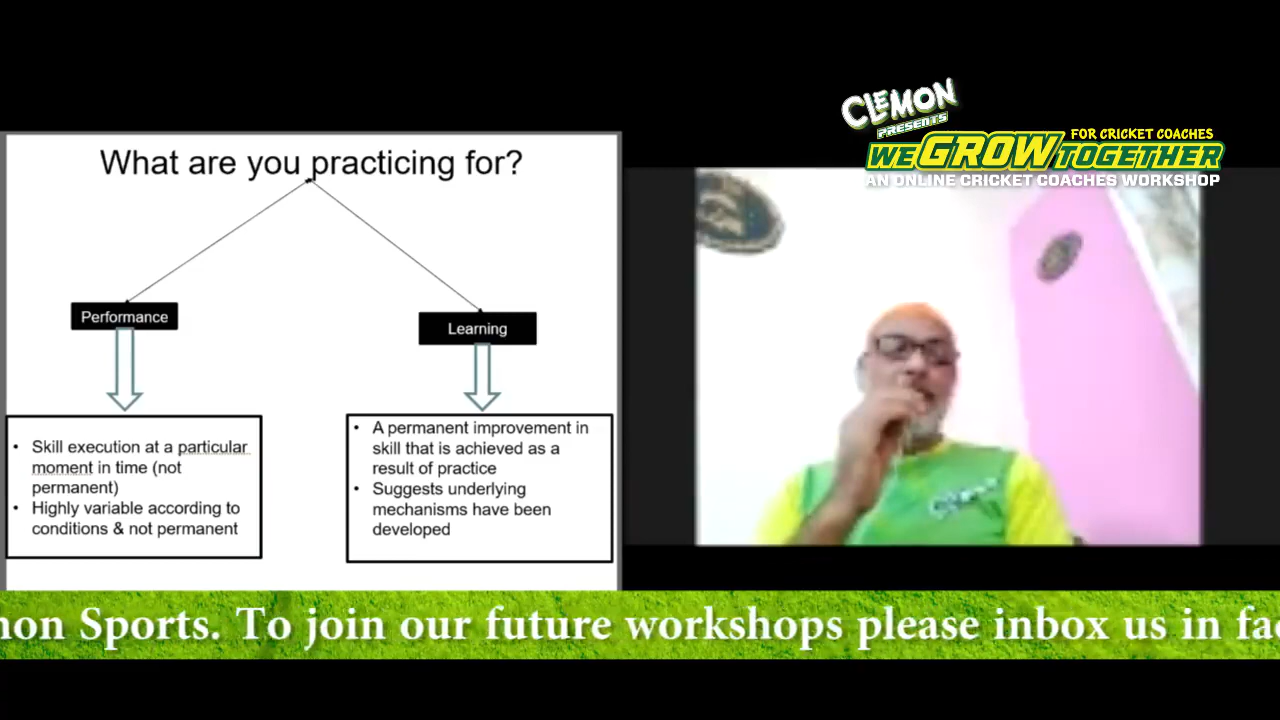 CLEMON
PRESENTS
FOR CRICKET COACHES
WE GROW TOGETHER
AN ONLINE CRICKET COACHES WORKSHOP
What are you practicing for?
Performance
Learning
• Skill execution at a particular
moment in time (not
permanent)
• Highly variable according to
conditions & not permanent
• A permanent improvement in
skill that is achieved as a
result of practice
• Suggests underlying
mechanisms have been
developed
Sports. To join our future workshops please inbox us in